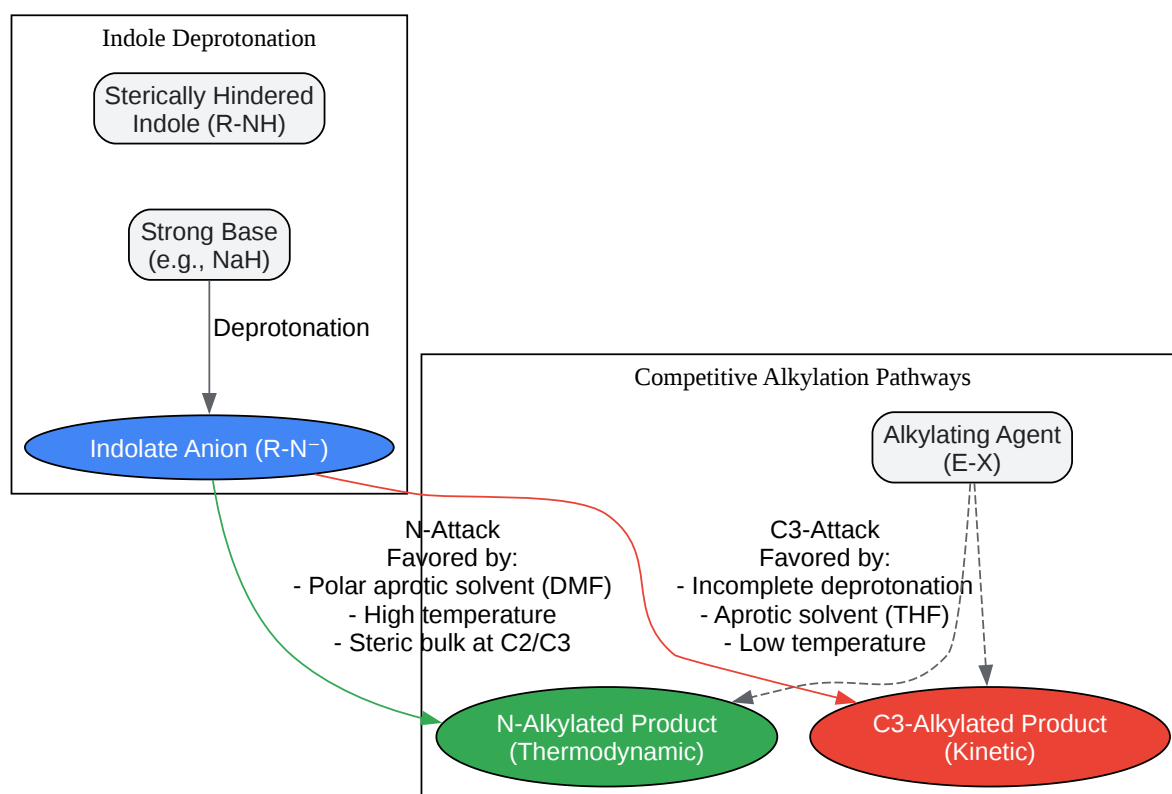 Indole Deprotonation
Sterically Hindered
Indole (R-NH)
Strong Base
(e.g., NaH)
Deprotonation
Indolate Anion (R-N⁻)
Competitive Alkylation Pathways
Alkylating Agent
(E-X)
N-Attack
Favored by:
- Polar aprotic solvent (DMF)
- High temperature
- Steric bulk at C2/C3
C3-Attack
Favored by:
- Incomplete deprotonation
- Aprotic solvent (THF)
- Low temperature
N-Alkylated Product
(Thermodynamic)
C3-Alkylated Product
(Kinetic)